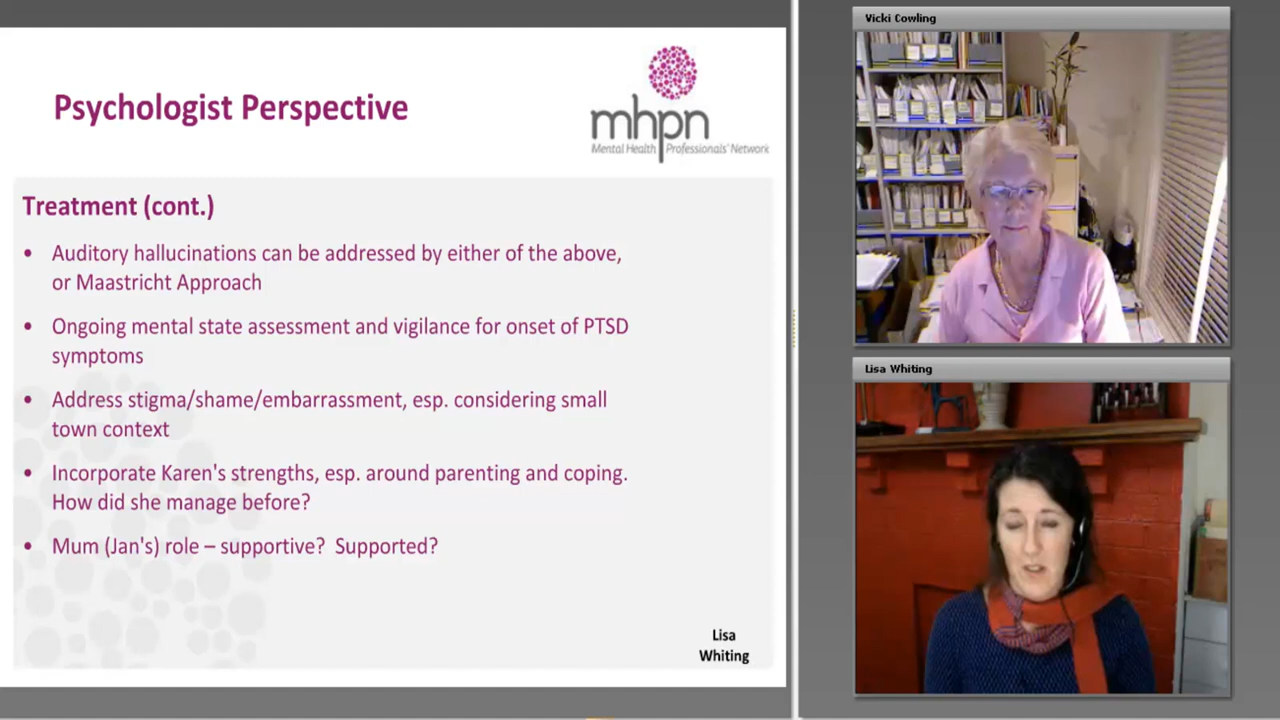 Psychologist Perspective
mhpn
Mental Health Professionals' Network
Treatment (cont.)
• Auditory hallucinations can be addressed by either of the above,
or Maastricht Approach
• Ongoing mental state assessment and vigilance for onset of PTSD
symptoms
• Address stigma/shame/embarrassment, esp. considering small
town context
• Incorporate Karen's strengths, esp. around parenting and coping.
How did she manage before?
• Mum (Jan's) role – supportive? Supported?
Lisa
Whiting
Vicki Cowling
Lisa Whiting